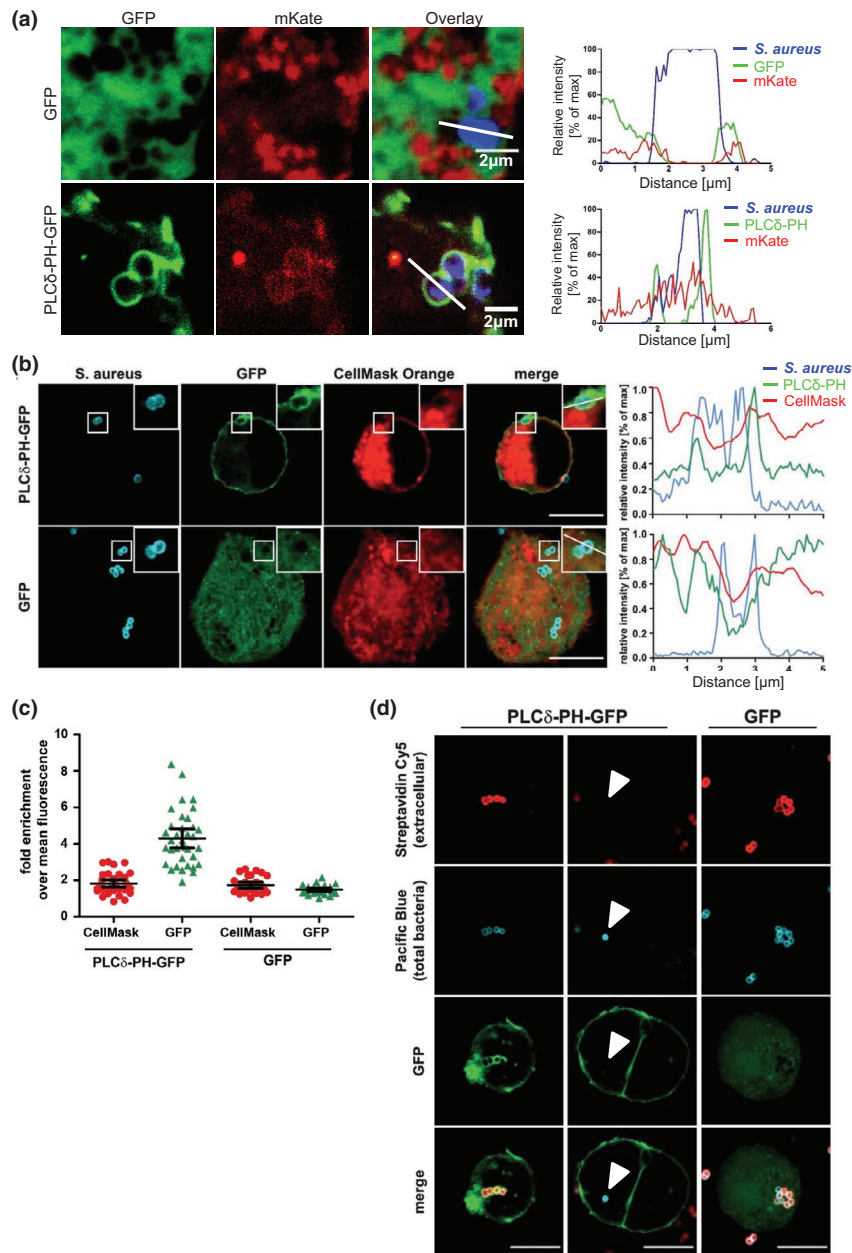 (a)
GFP
mKate
Overlay
GFP
2µm
PLCδ-PH-GFP
2µm
Relative intensity
[% of max]
100
80
60
40
20
0
0
1
2
3
4
5
Distance [µm]
S. aureus
GFP
mKate
Relative intensity
[% of max]
100
80
60
40
20
0
0
2
4
6
Distance [µm]
S. aureus
PLCδ-PH
mKate
(b)
S. aureus
GFP
CellMask Orange
merge
PLCδ-PH-GFP
GFP
S. aureus
PLCδ-PH
CellMask
relative intensity [% of max]
1.0
0.8
0.6
0.4
0.2
0.0
0
1
2
3
4
5
relative intensity [% of max]
1.0
0.8
0.6
0.4
0.2
0.0
0
1
2
3
4
5
Distance [µm]
(c)
fold enrichment
over mean fluorescence
10
8
6
4
2
0
CellMask
GFP
CellMask
GFP
PLCδ-PH-GFP
GFP
(d)
PLCδ-PH-GFP
GFP
Streptavidin Cy5
(extracellular)
Pacific Blue
(total bacteria)
GFP
merge